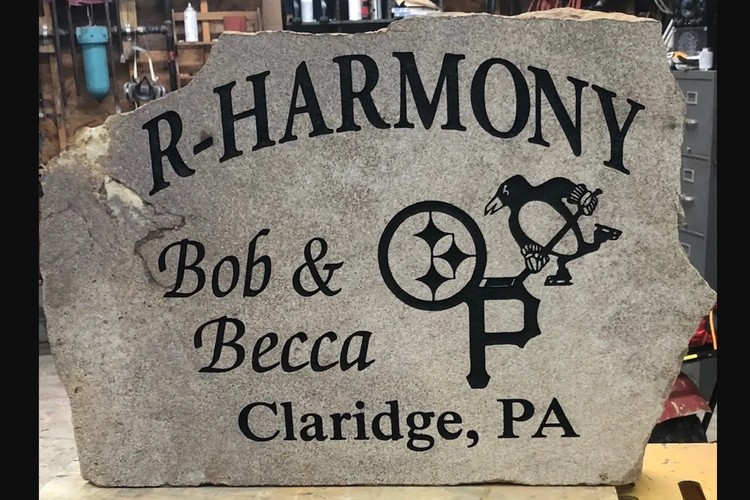 R-HARMONY
Bob &
Becca
P
Claridge, PA